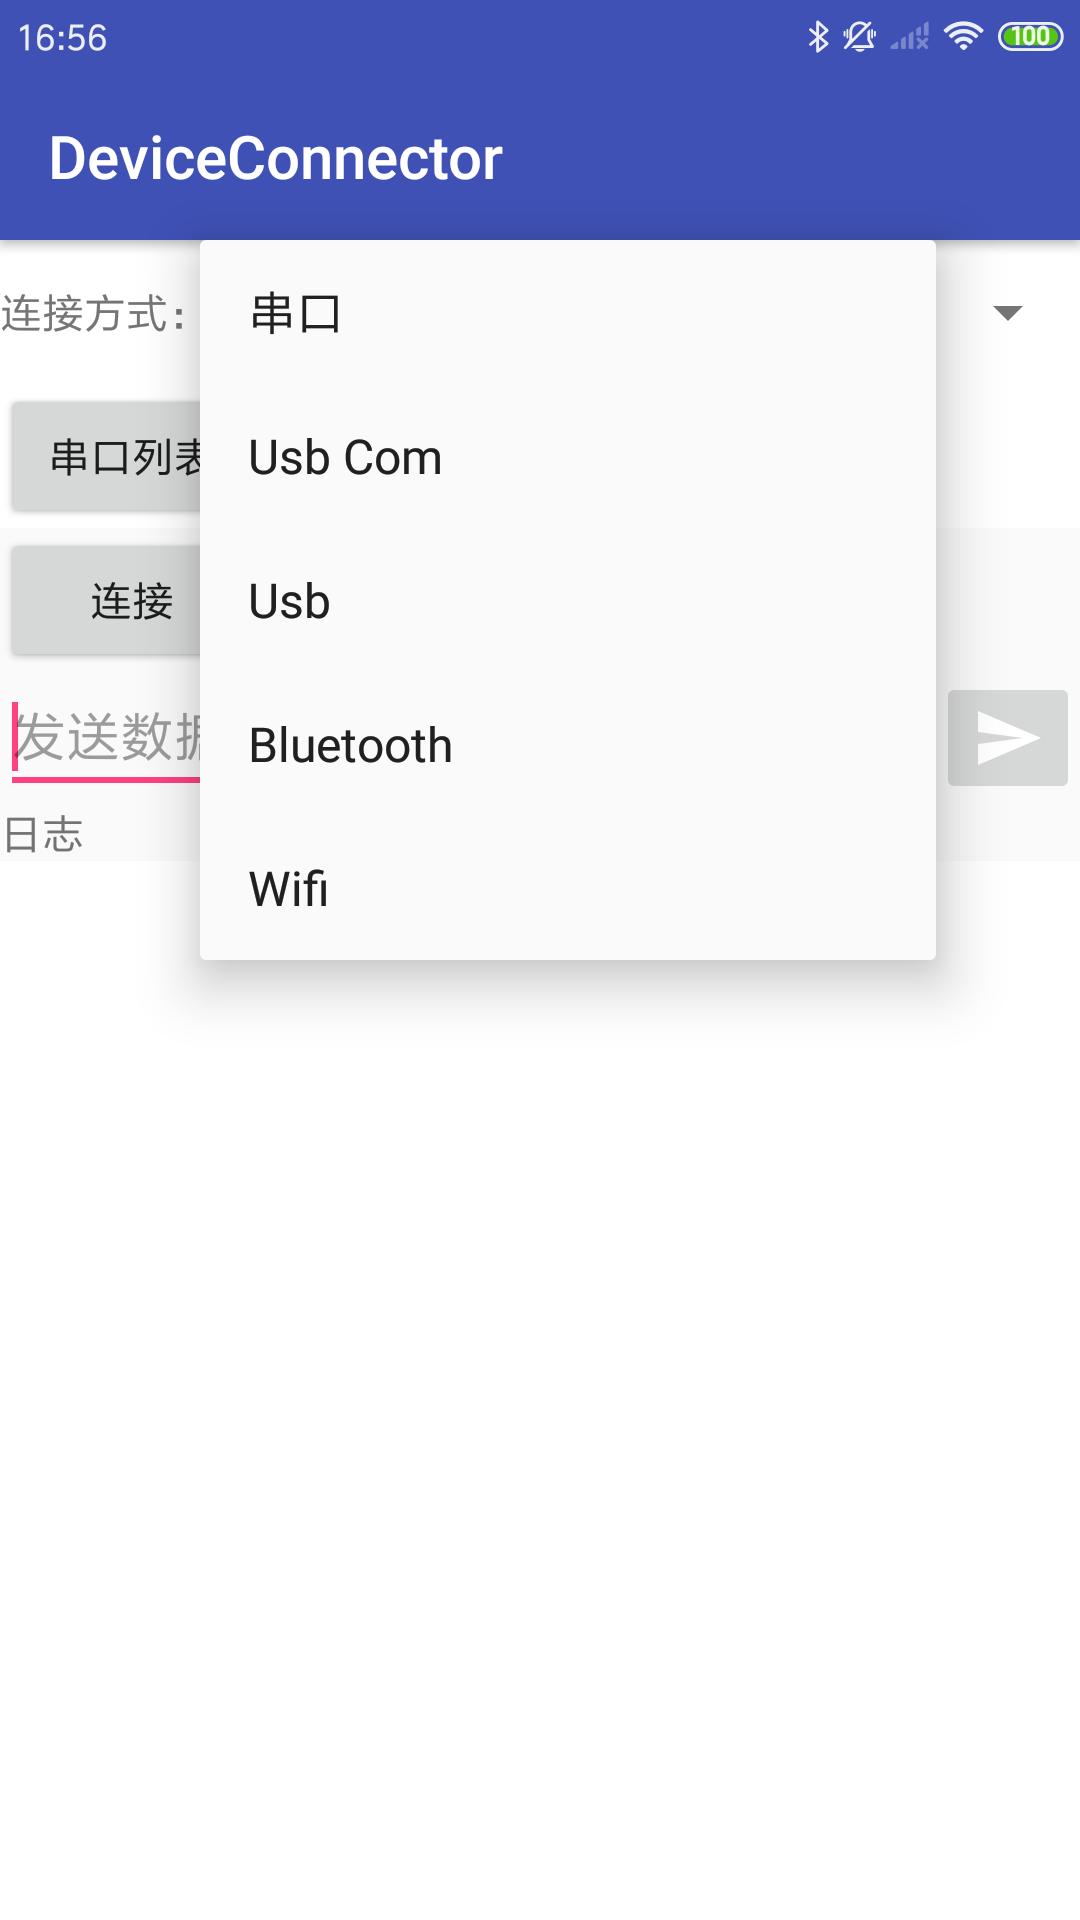 16:56
100
DeviceConnector
连接方式:
串口
串口列表
Usb Com
连接
Usb
发送数据
Bluetooth
日志
Wifi